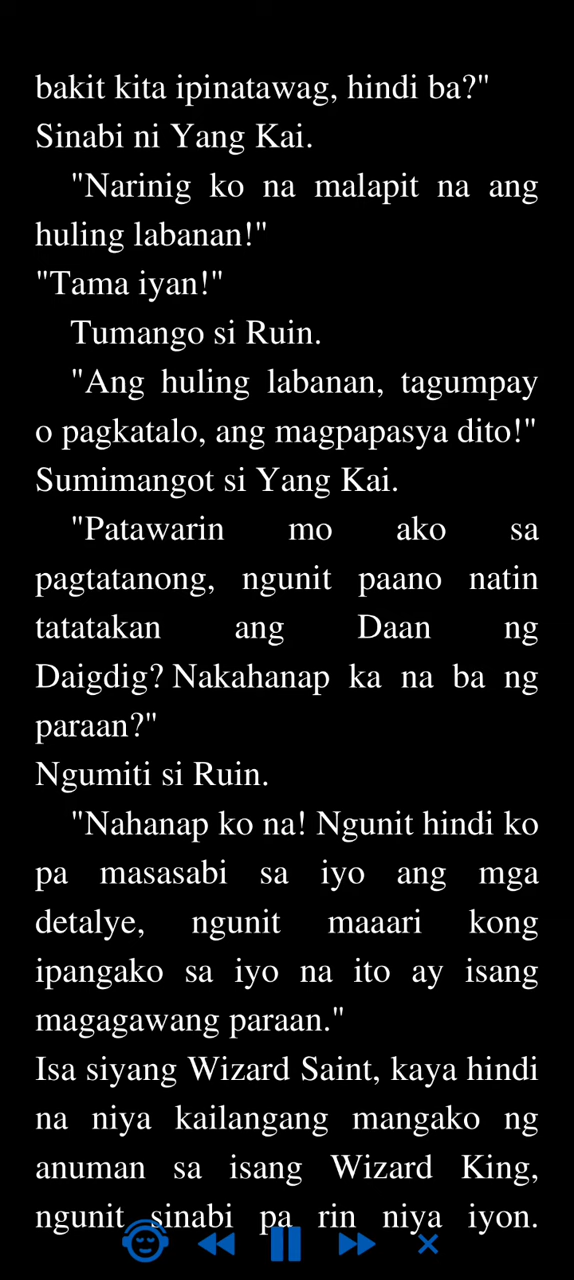 bakit kita ipinatawag, hindi ba?"
Sinabi ni Yang Kai.
"Narinig ko na malapit na ang
huling labanan!"
"Tama iyan!"
Tumango si Ruin.
"Ang huling labanan, tagumpay
o pagkatalo, ang magpapasya dito!"
Sumimangot si Yang Kai.
"Patawarin mo ako sa
pagtatanong, ngunit paano natin
tatatakan ang Daan ng
Daigdig? Nakahanap ka na ba ng
paraan?"
Ngumiti si Ruin.
"Nahanap ko na! Ngunit hindi ko
pa masasabi sa iyo ang mga
detalye, ngunit maaari kong
ipangako sa iyo na ito ay isang
magagawang paraan."
Isa siyang Wizard Saint, kaya hindi
na niya kailangang mangako ng
anuman sa isang Wizard King,
ngunit sinabi pa rin niya iyon.